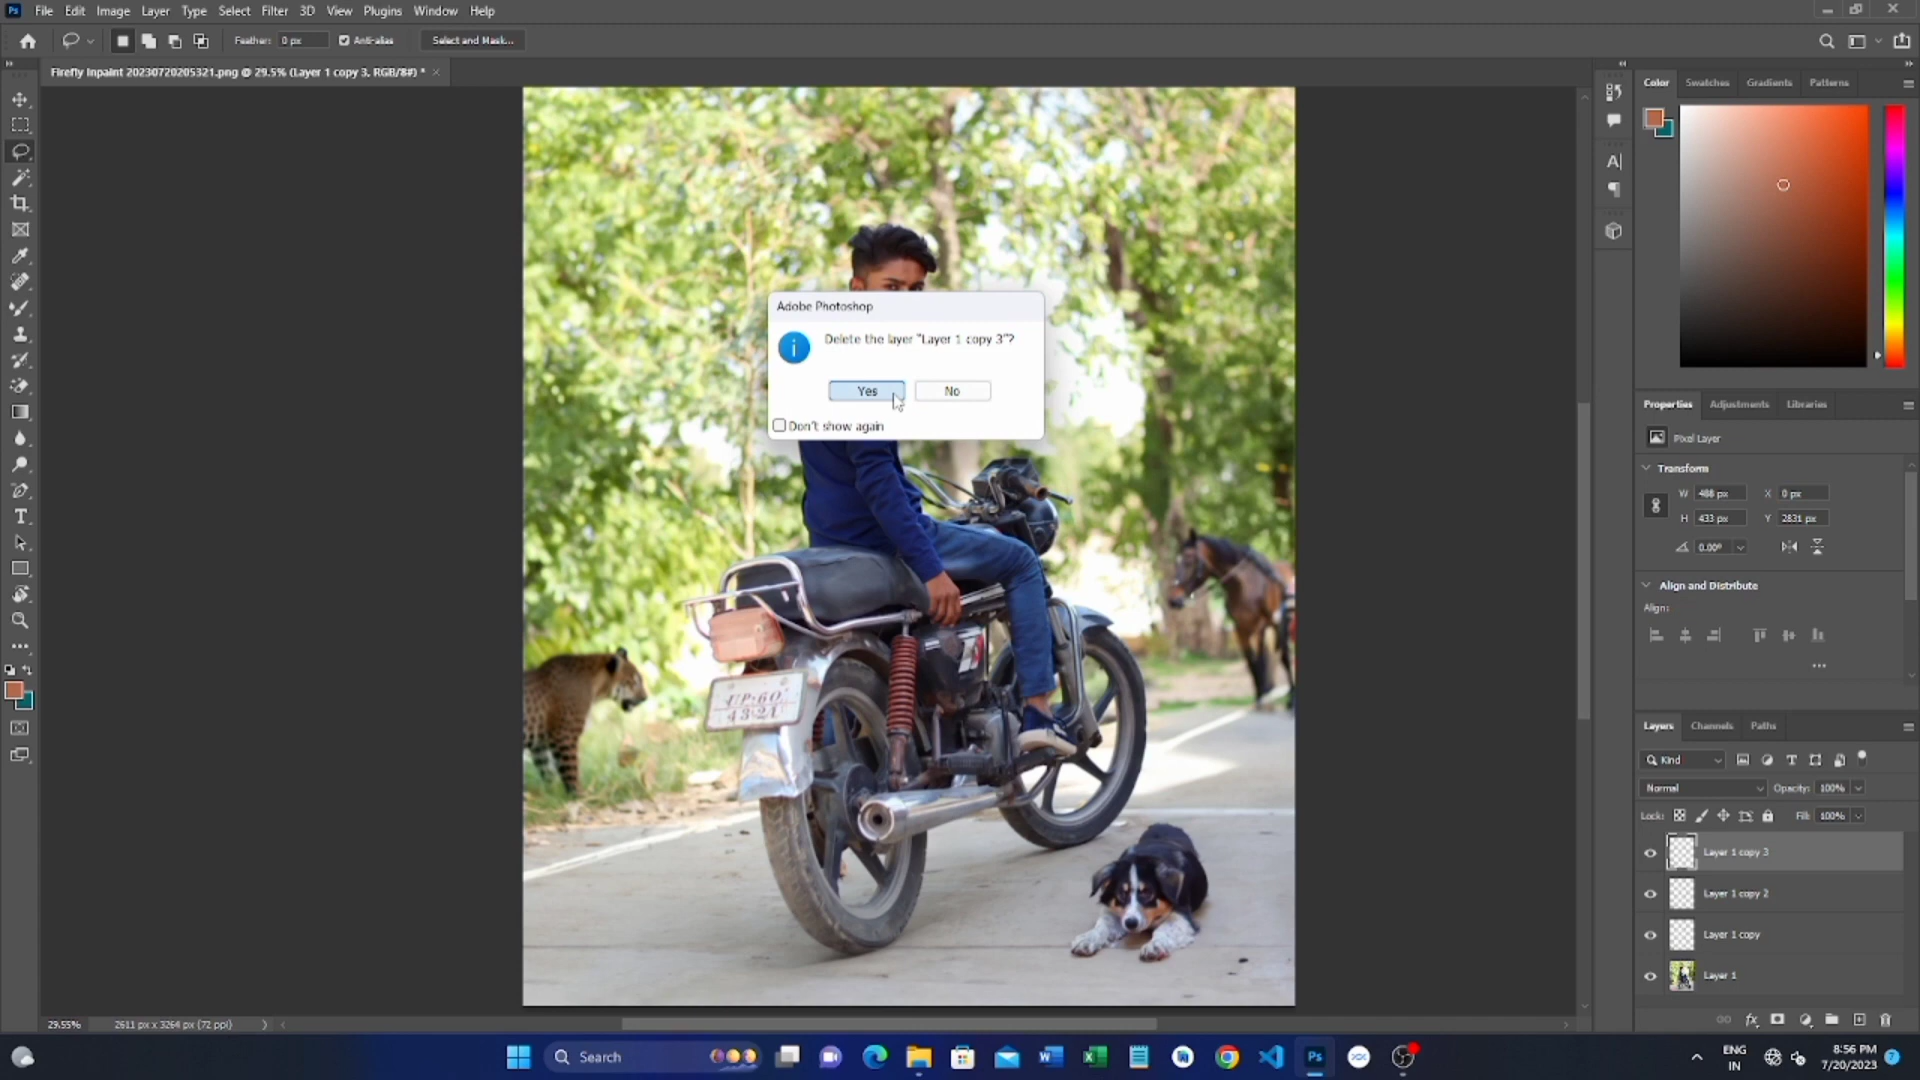 Ps File Edit Image Layer Type Select Filter 3D View Plugins Window Help
Feather: 0 px Anti-alias Select and Mask...
Firefly Inpaint 20230720205321.png @ 29.5% (Layer 1 copy 3, RGB/8#) *
Color Swatches Gradients Patterns
Adobe Photoshop
Delete the layer "Layer 1 copy 3"?
Yes No
Don't show again
Properties Adjustments Libraries
Pixel Layer
Transform
W 488 px X 0 px
H 433 px Y 2831 px
0.00°
Align and Distribute
Align:
UP-60
4321
Layers Channels Paths
Kind
Normal Opacity: 100%
Lock: Fill: 100%
Layer 1 copy 3
Layer 1 copy 2
Layer 1 copy
Layer 1
29.55% 2611 px x 3264 px (72 ppi)
Search
ENG
IN
8:56 PM
7/20/2023